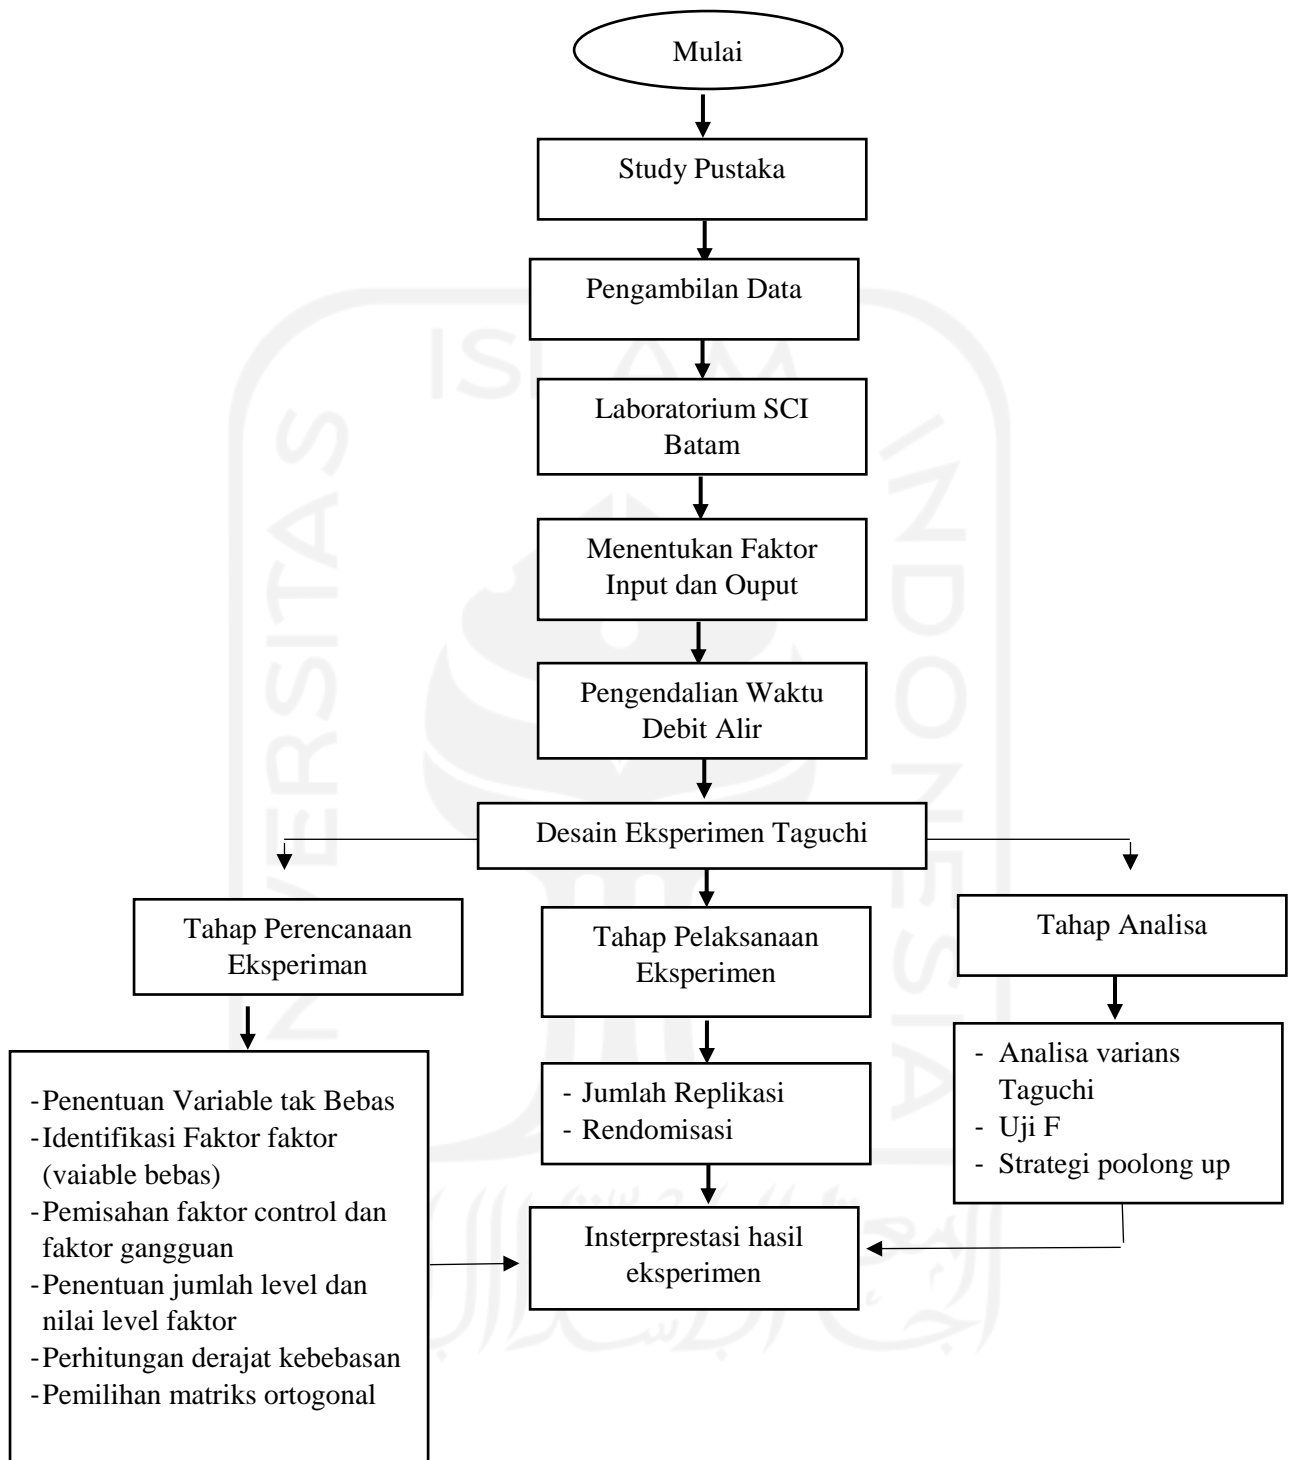 Mulai
Study Pustaka
Pengambilan Data
Laboratorium SCI
Batam
Menentukan Faktor
Input dan Ouput
Pengendalian Waktu
Debit Alir
Desain Eksperimen Taguchi
Tahap Perencanaan
Eksperiman
Tahap Pelaksanaan
Eksperimen
Tahap Analisa
-Penentuan Variable tak Bebas
-Identifikasi Faktor faktor
(vaiable bebas)
-Pemisahan faktor control dan
faktor gangguan
-Penentuan jumlah level dan
nilai level faktor
-Perhitungan derajat kebebasan
-Pemilihan matriks ortogonal
- Jumlah Replikasi
- Rendomisasi
- Analisa varians
Taguchi
- Uji F
- Strategi poolong up
Insterprestasi hasil
eksperimen
ISLAM
UNIVERSITAS
INDONESIA